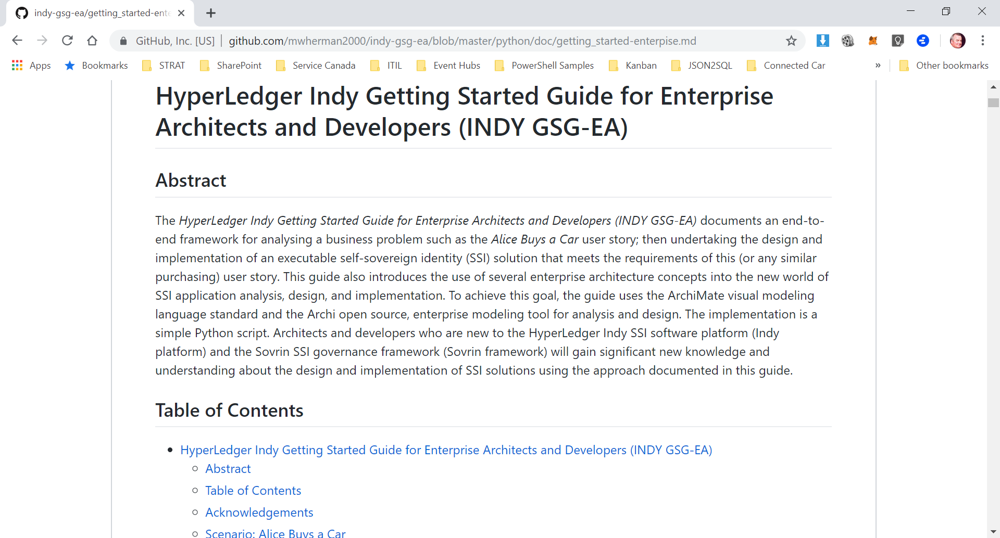 indy-gsg-ea/getting_started-ente
GitHub, Inc. [US] | github.com/mwherman2000/indy-gsg-ea/blob/master/python/doc/getting_started-enterpise.md
Apps Bookmarks STRAT SharePoint Service Canada ITIL Event Hubs PowerShell Samples Kanban JSON2SQL Connected Car » Other bookmarks
HyperLedger Indy Getting Started Guide for Enterprise
Architects and Developers (INDY GSG-EA)
Abstract
The HyperLedger Indy Getting Started Guide for Enterprise Architects and Developers (INDY GSG-EA) documents an end-to-
end framework for analysing a business problem such as the Alice Buys a Car user story; then undertaking the design and
implementation of an executable self-sovereign identity (SSI) solution that meets the requirements of this (or any similar
purchasing) user story. This guide also introduces the use of several enterprise architecture concepts into the new world of
SSI application analysis, design, and implementation. To achieve this goal, the guide uses the ArchiMate visual modeling
language standard and the Archi open source, enterprise modeling tool for analysis and design. The implementation is a
simple Python script. Architects and developers who are new to the HyperLedger Indy SSI software platform (Indy
platform) and the Sovrin SSI governance framework (Sovrin framework) will gain significant new knowledge and
understanding about the design and implementation of SSI solutions using the approach documented in this guide.
Table of Contents
HyperLedger Indy Getting Started Guide for Enterprise Architects and Developers (INDY GSG-EA)
Abstract
Table of Contents
Acknowledgements
Scenario: Alice Buys a Car